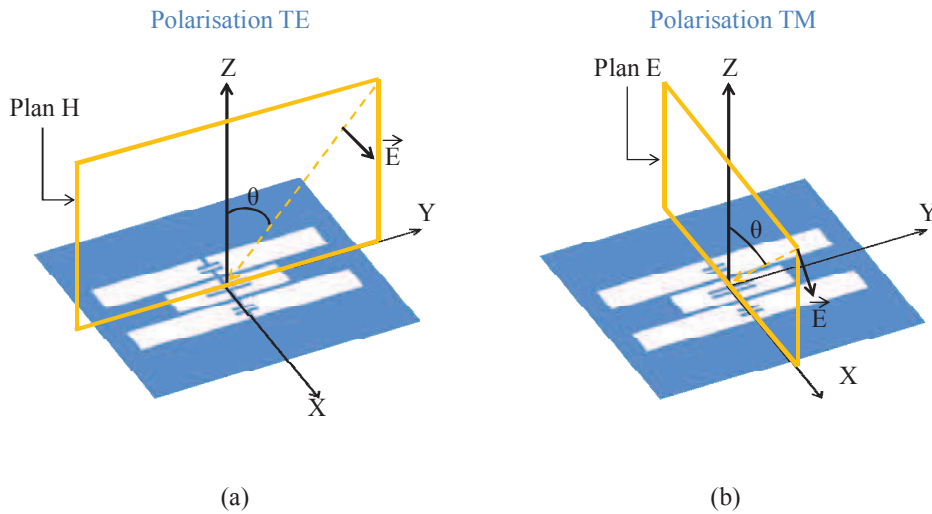 Polarisation TE
Z
Plan H
E
θ
Y
X
(a)
Polarisation TM
Z
Plan E
Y
θ
E
X
(b)